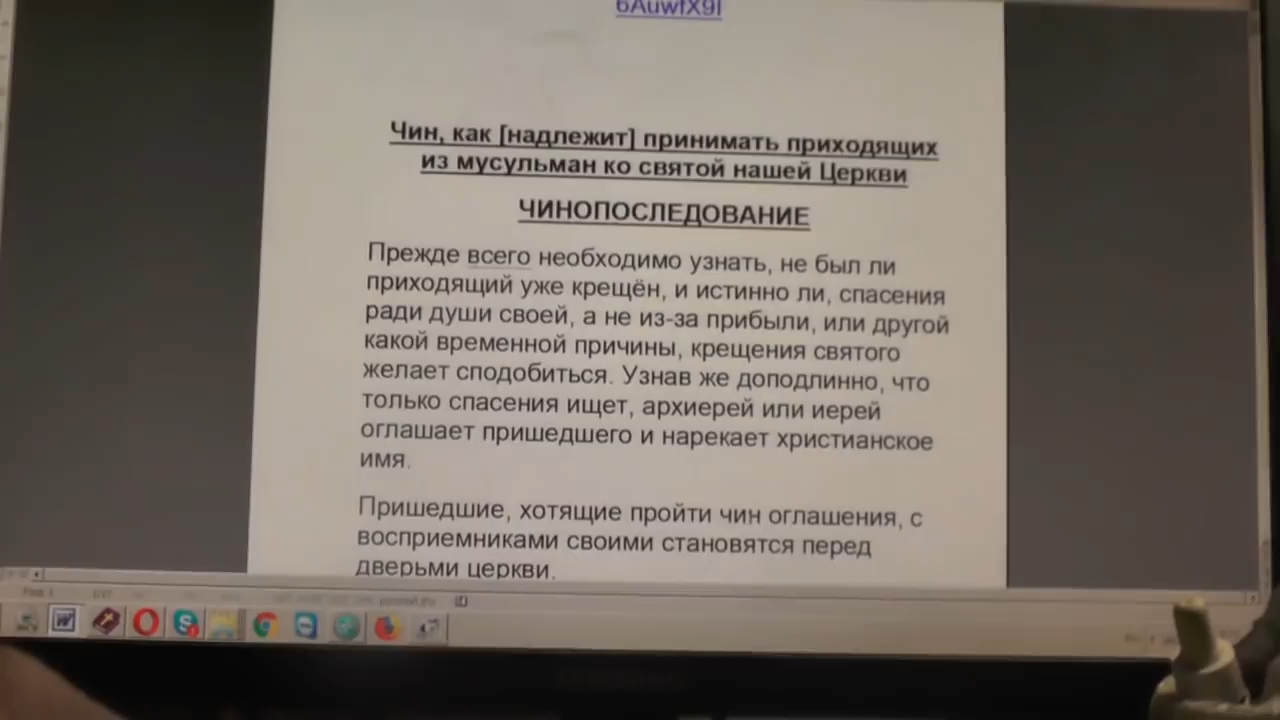 6AuwfX9I
Чин, как [надлежит] принимать приходящих
из мусульман ко святой нашей Церкви
ЧИНОПОСЛЕДОВАНИЕ
Прежде всего необходимо узнать, не был ли
приходящий уже крещён, и истинно ли, спасения
ради души своей, а не из-за прибыли, или другой
какой временной причины, крещения святого
желает сподобиться. Узнав же доподлинно, что
только спасения ищет, архиерей или иерей
оглашает пришедшего и нарекает христианское
имя.
Пришедшие, хотящие пройти чин оглашения, с
восприемниками своими становятся перед
дверьми церкви.